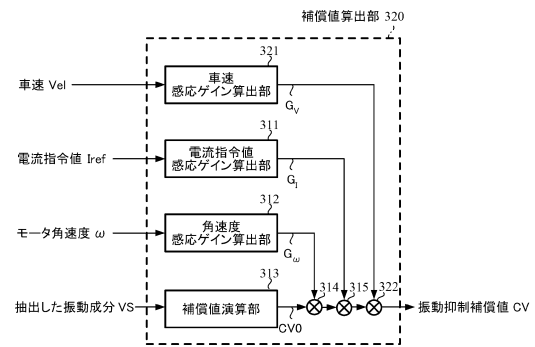 補償値算出部 320
321
車速 Vel
車速
感応ゲイン算出部
GV
311
電流指令値 Iref
電流指令値
感応ゲイン算出部
GI
312
モータ角速度 ω
角速度
感応ゲイン算出部
Gω
313
314
315
322
抽出した振動成分 VS
補償値演算部
CV0
振動抑制補償値 CV